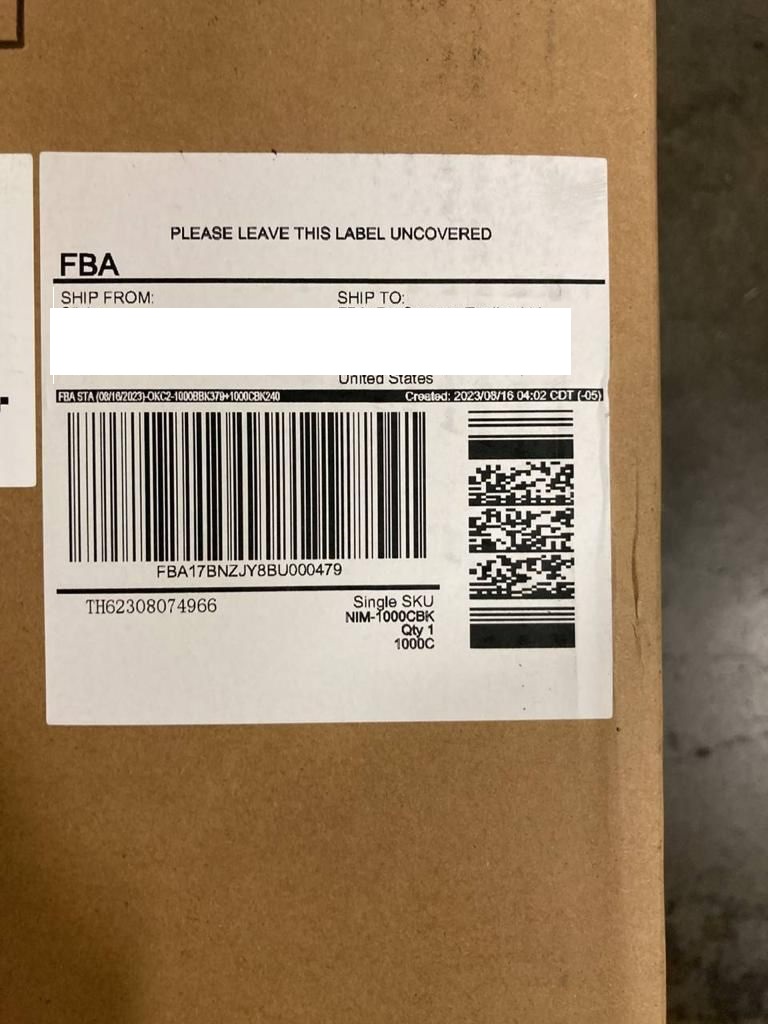 PLEASE LEAVE THIS LABEL UNCOVERED
FBA
SHIP FROM:
SHIP TO:
United States
FBA STA (08/16/2023)-OKC2-1000BBK379+1000CBK240
Created: 2023/08/16 04:02 CDT (-05)
FBA17BNZJY8BU000479
TH62308074966
Single SKU
NIM-1000CBK
Qty 1
1000C